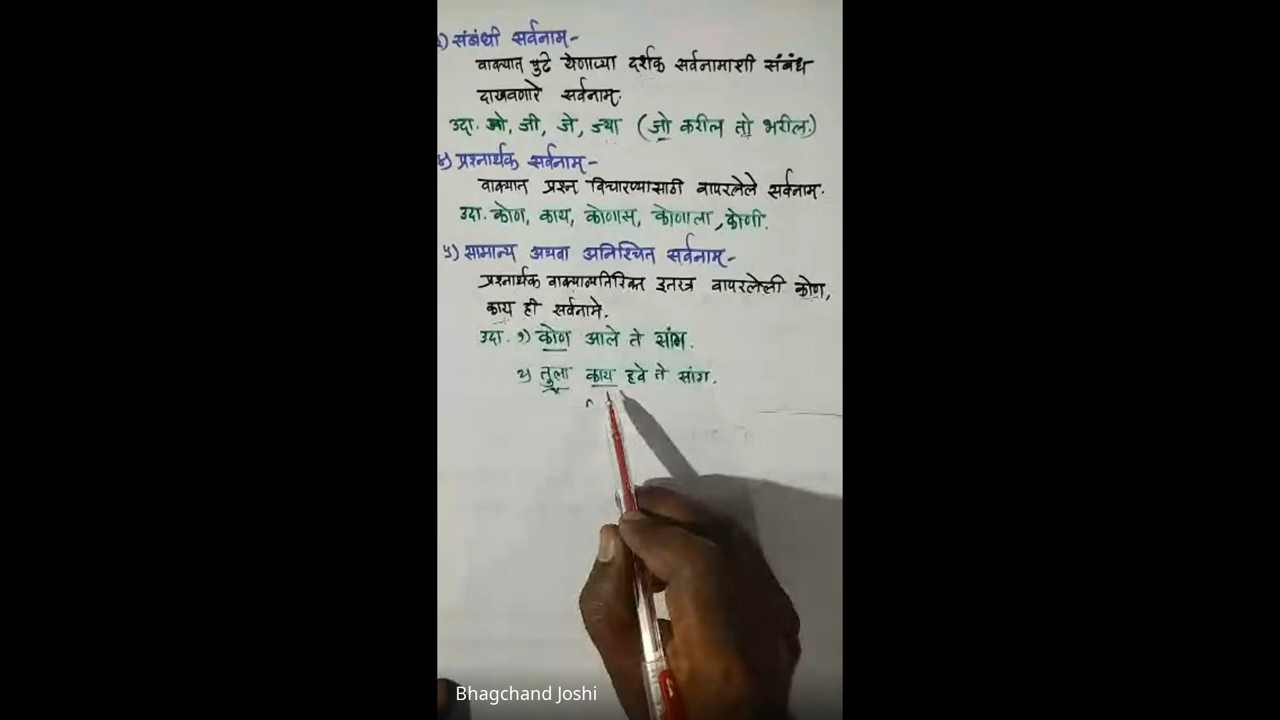 ३) संबंधी सर्वनाम -
वाक्यात पुढे येणाऱ्या दर्शक सर्वनामाशी संबंध
दाखवणारे सर्वनाम.
उदा. जो, जी, जे, ज्या (जो करील तो भरील.)
४) प्रश्नार्थक सर्वनाम -
वाक्यात प्रश्न विचारण्यासाठी वापरलेले सर्वनाम.
उदा. कोण, काय, कोणास, कोणाला, कोणी.
५) सामान्य अथवा अनिश्चित सर्वनाम -
प्रश्नार्थक वाक्याव्यतिरिक्त इतरत्र वापरलेली कोण,
काय ही सर्वनामे.
उदा. १) कोण आले ते सांग.
२) तुला काय हवे ते सांग.
Bhagchand Joshi